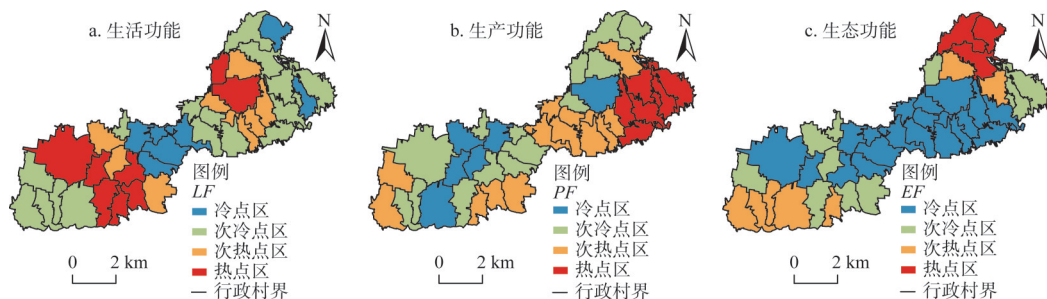 a. 生活功能
N
图例
LF
冷点区
次冷点区
次热点区
热点区
行政村界
0 2 km
b. 生产功能
N
图例
PF
冷点区
次冷点区
次热点区
热点区
行政村界
0 2 km
c. 生态功能
N
图例
EF
冷点区
次冷点区
次热点区
热点区
行政村界
0 2 km